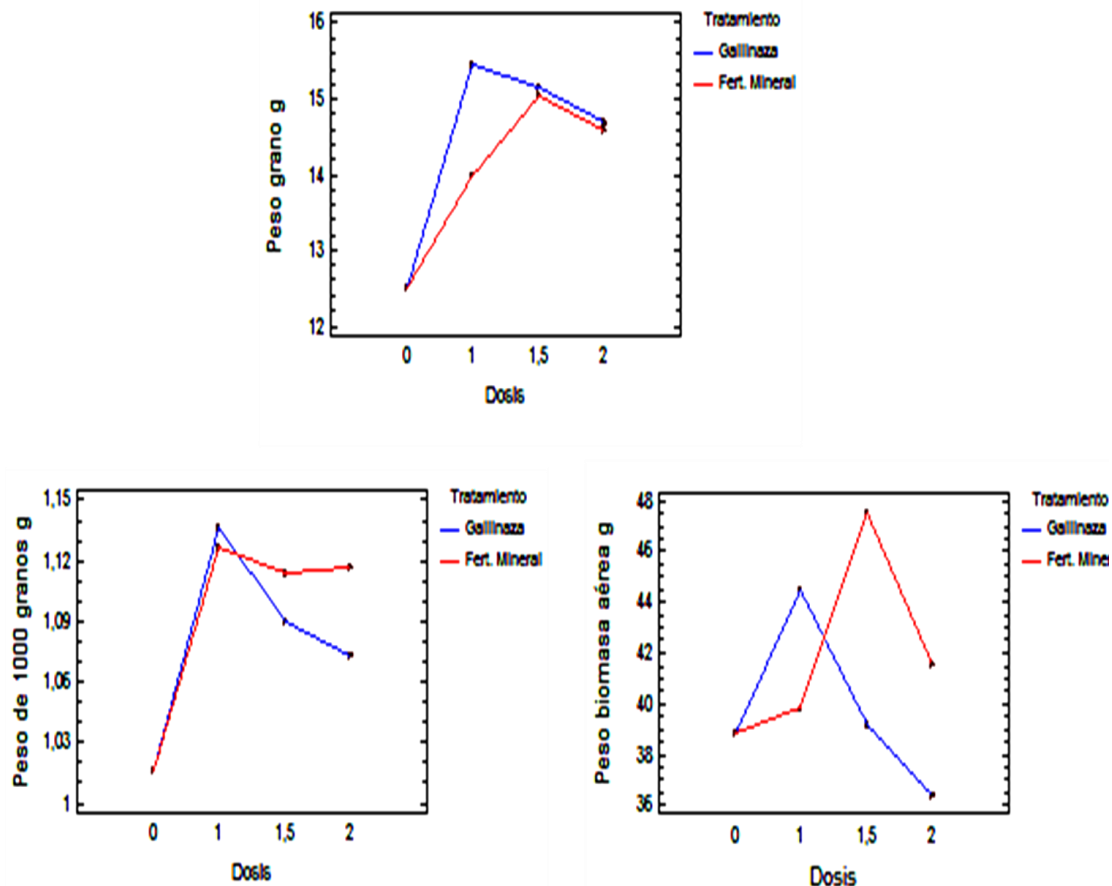 Peso grano g
16
15
14
13
12
0 1 1,5 2
Dosis
Tratamiento
Gallinaza
Fert. Mineral
Peso de 1000 granos g
1,15
1,12
1,09
1,06
1,03
1
0 1 1,5 2
Dosis
Tratamiento
Gallinaza
Fert. Mineral
Peso biomasa aérea g
48
46
44
42
40
38
36
0 1 1,5 2
Dosis
Tratamiento
Gallinaza
Fert. Miner